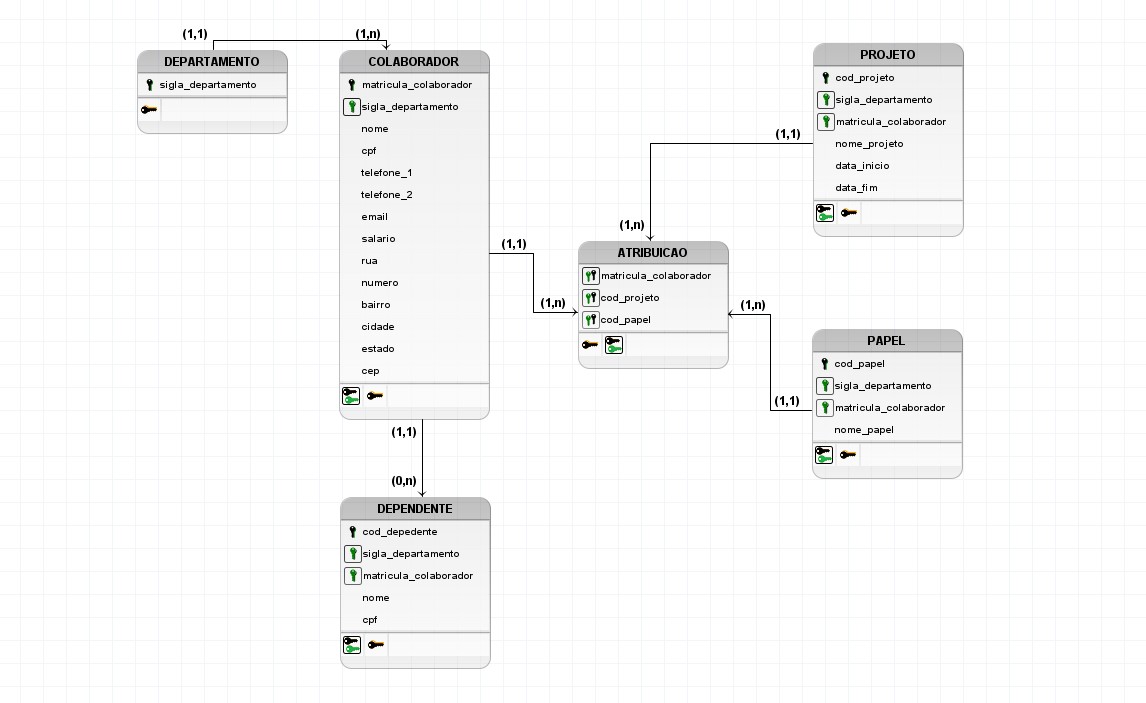 (1,1)
(1,n)
DEPARTAMENTO
sigla_departamento
COLABORADOR
matricula_colaborador
sigla_departamento
nome
cpf
telefone_1
telefone_2
email
salario
rua
numero
bairro
cidade
estado
cep
PROJETO
cod_projeto
sigla_departamento
matricula_colaborador
nome_projeto
data_inicio
data_fim
(1,1)
(1,n)
(1,1)
(1,n)
ATRIBUICAO
matricula_colaborador
cod_projeto
cod_papel
(1,n)
(1,1)
PAPEL
cod_papel
sigla_departamento
matricula_colaborador
nome_papel
(1,1)
(0,n)
DEPENDENTE
cod_depedente
sigla_departamento
matricula_colaborador
nome
cpf